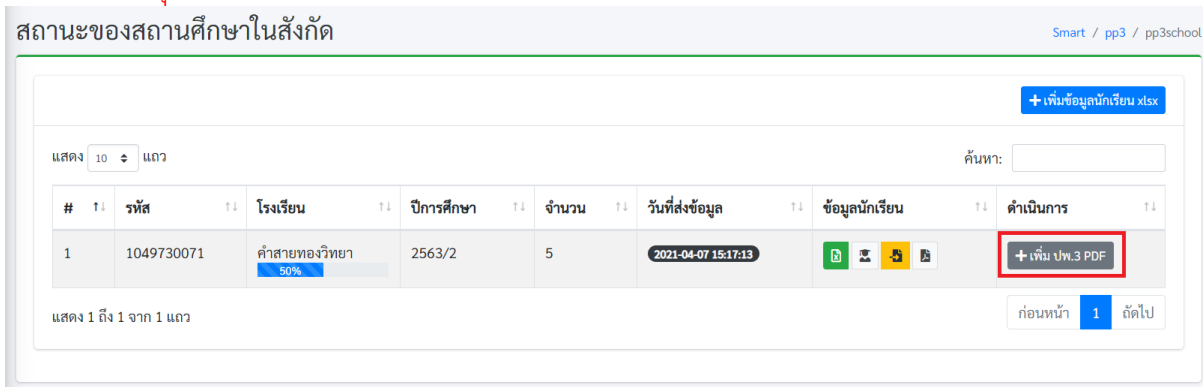 สถานะของสถานศึกษาในสังกัด
Smart / pp3 / pp3school
+ เพิ่มข้อมูลนักเรียน xlsx
แสดง 10 แถว
ค้นหา:
# รหัส โรงเรียน ปีการศึกษา จำนวน วันที่ส่งข้อมูล ข้อมูลนักเรียน ดำเนินการ
1 1049730071 คำสายทองวิทยา 2563/2 5 2021-04-07 15:17:13 + เพิ่ม ปพ.3 PDF
50%
แสดง 1 ถึง 1 จาก 1 แถว
ก่อนหน้า 1 ถัดไป